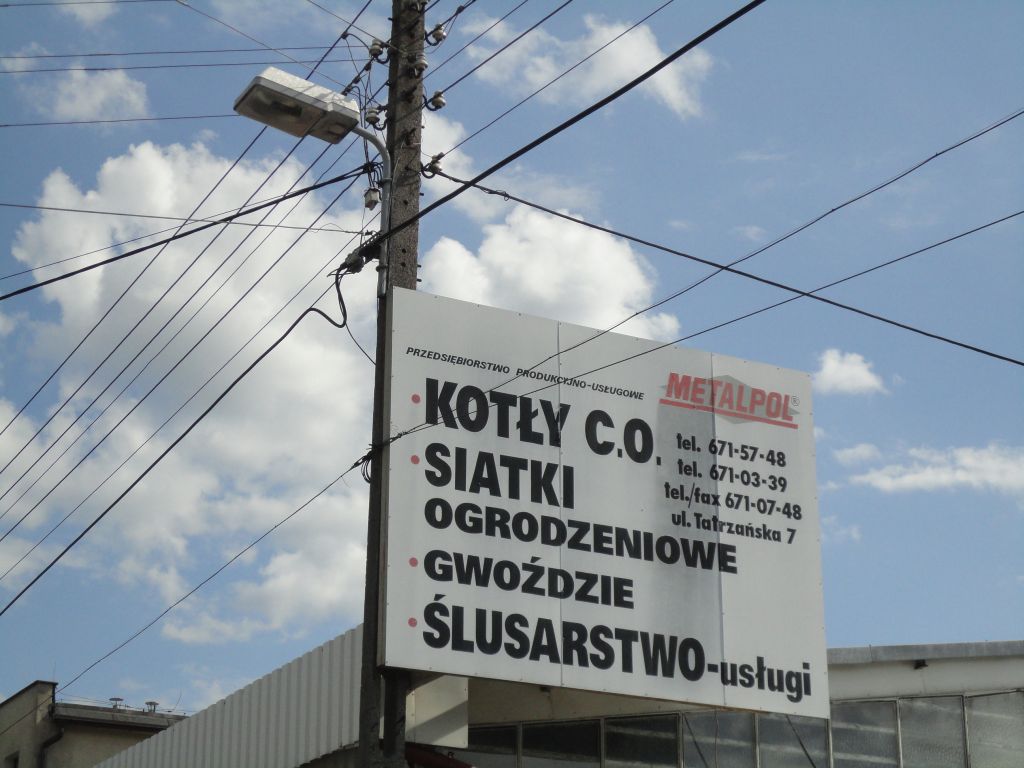 PRZEDSIĘBIORSTWO PRODUKCYJNO-USŁUGOWE
METALPOL®
• KOTŁY C.O.
tel. 671-57-48
• SIATKI
tel. 671-03-39
tel./fax 671-07-48
OGRODZENIOWE
ul. Tatrzańska 7
• GWOŹDZIE
• ŚLUSARSTWO-usługi